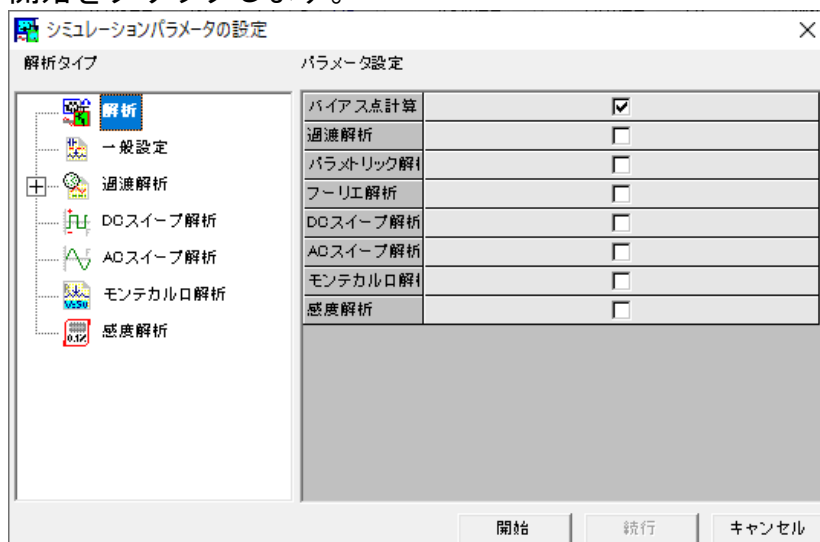 開始をクリックします。
シミュレーションパラメータの設定
解析タイプ
パラメータ設定
解析
一般設定
過渡解析
DCスイープ解析
ACスイープ解析
モンテカルロ解析
感度解析
バイアス点計算
過渡解析
パラメトリック解
フーリエ解析
DCスイープ解析
ACスイープ解析
モンテカルロ解
感度解析
開始
続行
キャンセル